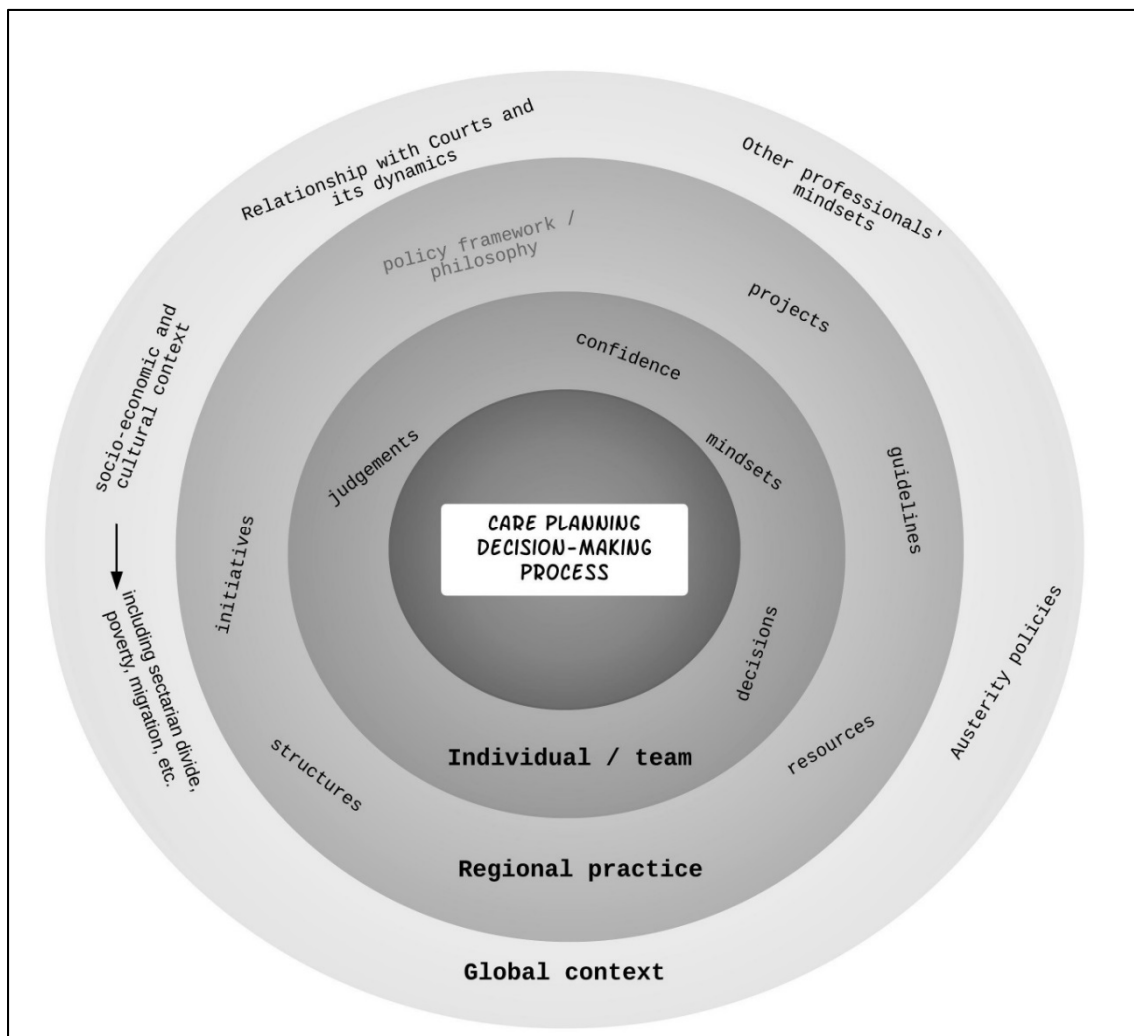 Relationship with Courts and
its dynamics
Other professionals'
mindsets
policy framework /
philosophy
projects
confidence
socio-economic and
cultural context
judgements
mindsets
guidelines
CARE PLANNING
DECISION-MAKING
PROCESS
initiatives
including sectarian divide,
poverty, migration, etc.
decisions
Austerity policies
structures
Individual / team
resources
Regional practice
Global context